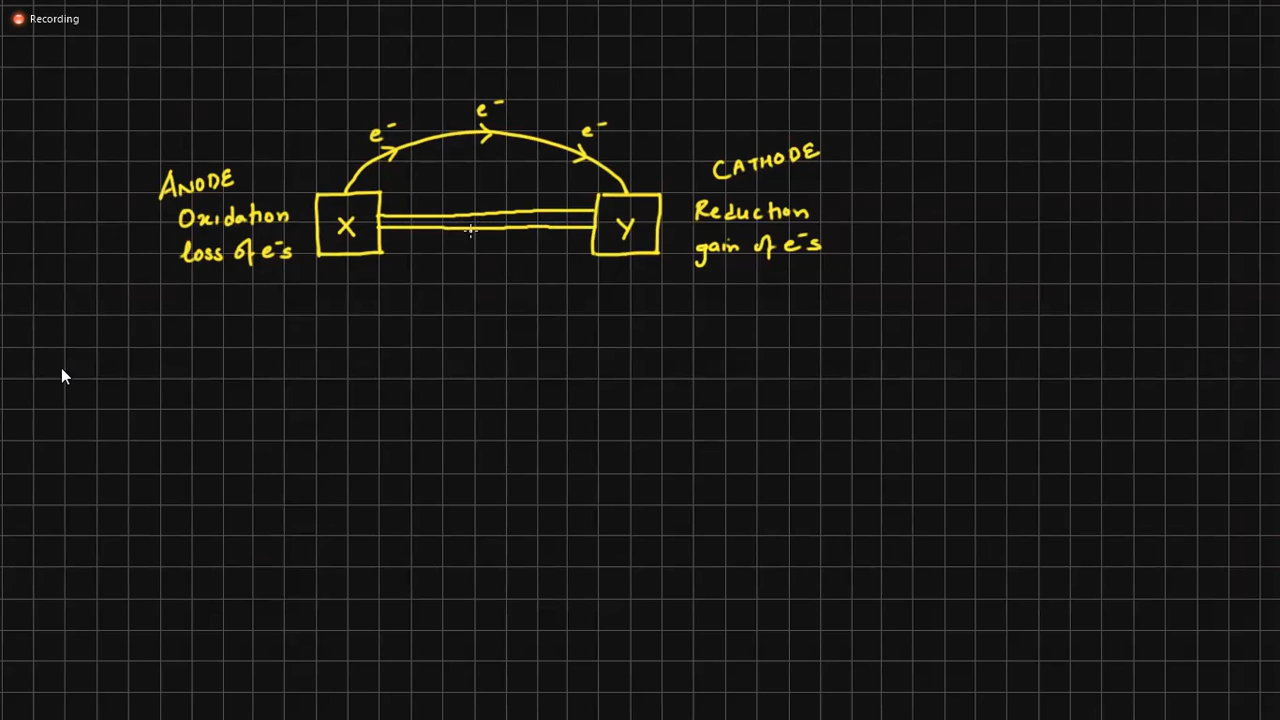 Recording
e⁻
e⁻
e⁻
ANODE
Oxidation
loss of e⁻s
X
Y
CATHODE
Reduction
gain of e⁻s